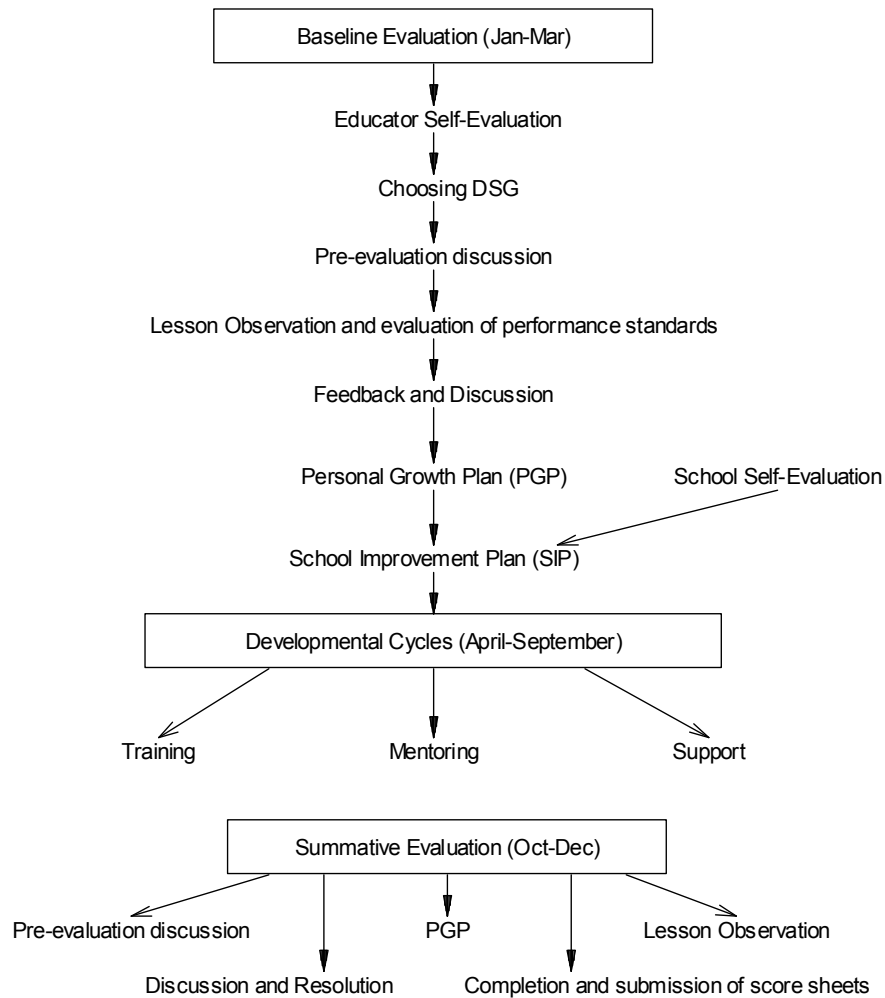 Baseline Evaluation (Jan-Mar)
Educator Self-Evaluation
Choosing DSG
Pre-evaluation discussion
Lesson Observation and evaluation of performance standards
Feedback and Discussion
Personal Growth Plan (PGP)
School Self-Evaluation
School Improvement Plan (SIP)
Developmental Cycles (April-September)
Training
Mentoring
Support
Summative Evaluation (Oct-Dec)
Pre-evaluation discussion
PGP
Lesson Observation
Discussion and Resolution
Completion and submission of score sheets